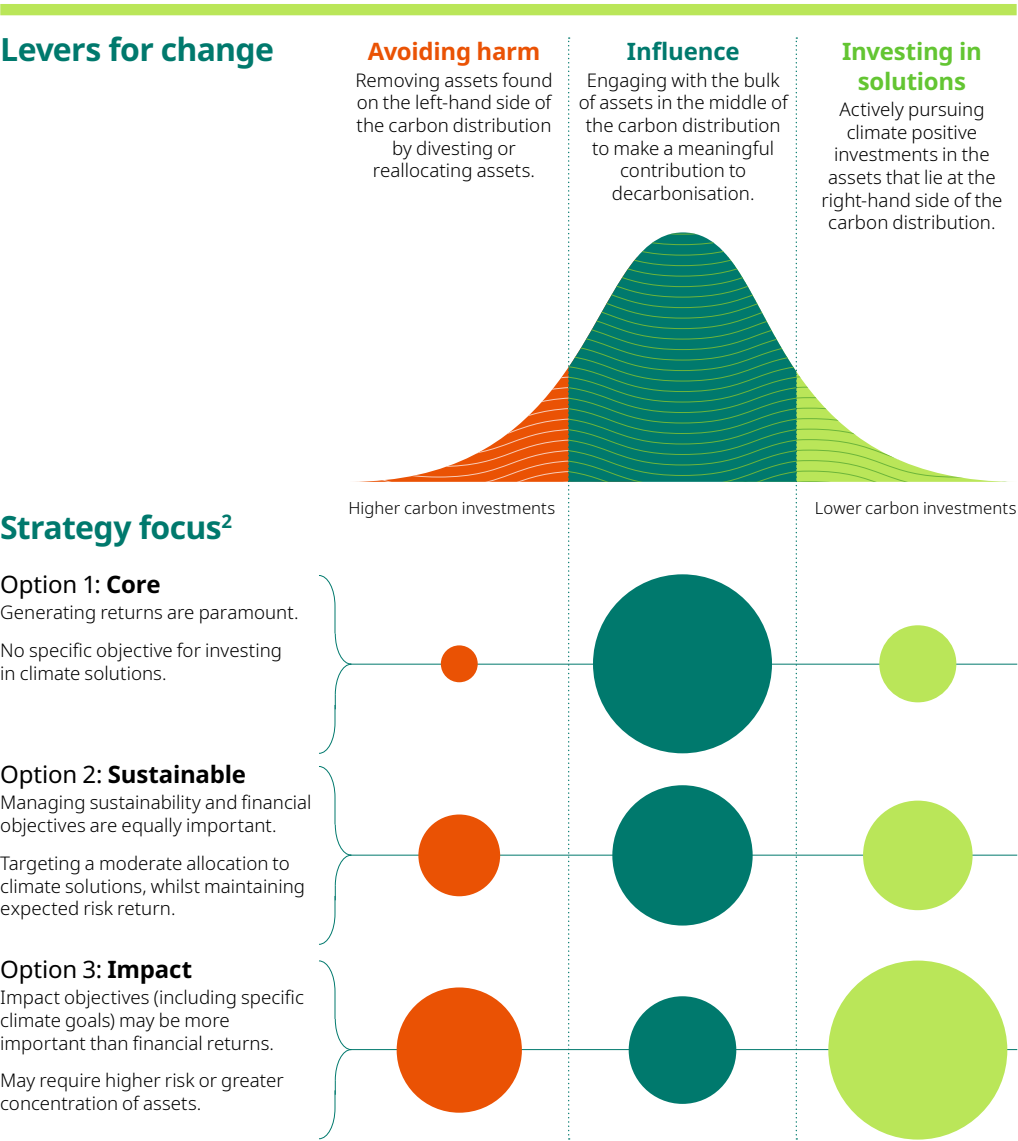 Levers for change
Avoiding harm
Removing assets found
on the left-hand side of
the carbon distribution
by divesting or
reallocating assets.
Influence
Engaging with the bulk
of assets in the middle of
the carbon distribution
to make a meaningful
contribution to
decarbonisation.
Investing in
solutions
Actively pursuing
climate positive
investments in the
assets that lie at the
right-hand side of the
carbon distribution.
Higher carbon investments
Lower carbon investments
Strategy focus²
Option 1: Core
Generating returns are paramount.
No specific objective for investing
in climate solutions.
Option 2: Sustainable
Managing sustainability and financial
objectives are equally important.
Targeting a moderate allocation to
climate solutions, whilst maintaining
expected risk return.
Option 3: Impact
Impact objectives (including specific
climate goals) may be more
important than financial returns.
May require higher risk or greater
concentration of assets.